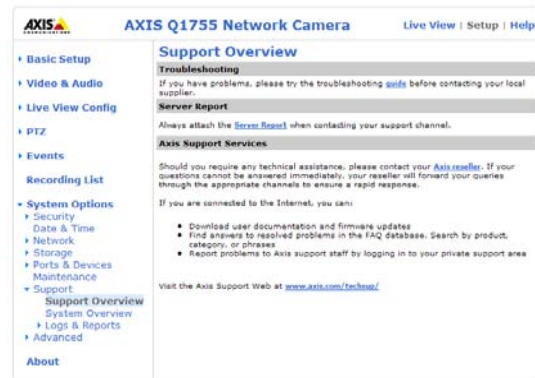 AXIS
COMMUNICATIONS
AXIS Q1755 Network Camera
Live View | Setup | Help
Basic Setup
Video & Audio
Live View Config
PTZ
Events
Recording List
System Options
Security
Date & Time
Network
Storage
Ports & Devices
Maintenance
Support
Support Overview
System Overview
Logs & Reports
Advanced
About
Support Overview
Troubleshooting
If you have problems, please try the troubleshooting guide before contacting your local
supplier.
Server Report
Always attach the Server Report when contacting your support channel.
Axis Support Services
Should you require any technical assistance, please contact your Axis reseller. If your
questions cannot be answered immediately, your reseller will forward your queries
through the appropriate channels to ensure a rapid response.
If you are connected to the Internet, you can:
Download user documentation and firmware updates
Find answers to resolved problems in the FAQ database. Search by product,
category, or phrases
Report problems to Axis support staff by logging in to your private support area
Visit the Axis Support Web at www.axis.com/techsup/